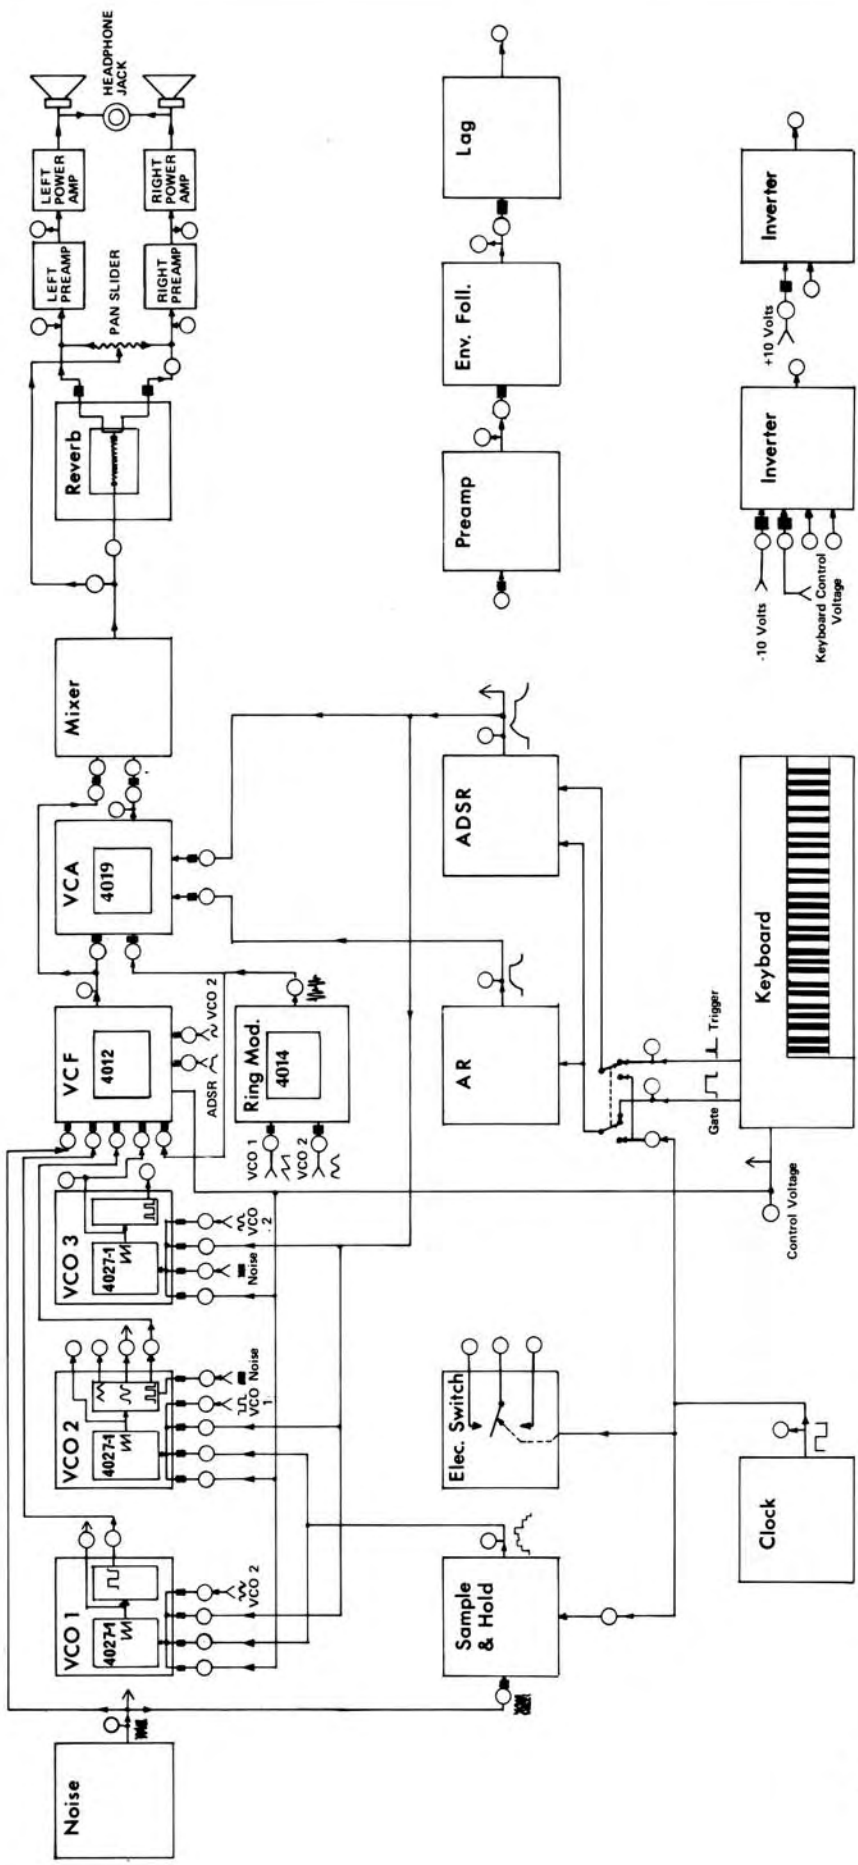 Noise
VCO 1
4027-1
VCO 2
VCO 2
4027-1
VCO
1
Noise
VCO 3
4027-1
Noise
VCO
2
VCF
4012
ADSR
VCO 2
Ring Mod.
4014
VCO 1
VCO 2
VCA
4019
Mixer
Reverb
PAN SLIDER
LEFT
PREAMP
RIGHT
PREAMP
LEFT
POWER
AMP
RIGHT
POWER
AMP
HEADPHONE
JACK
Sample
& Hold
Elec. Switch
AR
ADSR
Preamp
Env. Foll.
Lag
Clock
Control Voltage
Gate
Trigger
Keyboard
-10 Volts
Keyboard Control
Voltage
Inverter
+10 Volts
Inverter